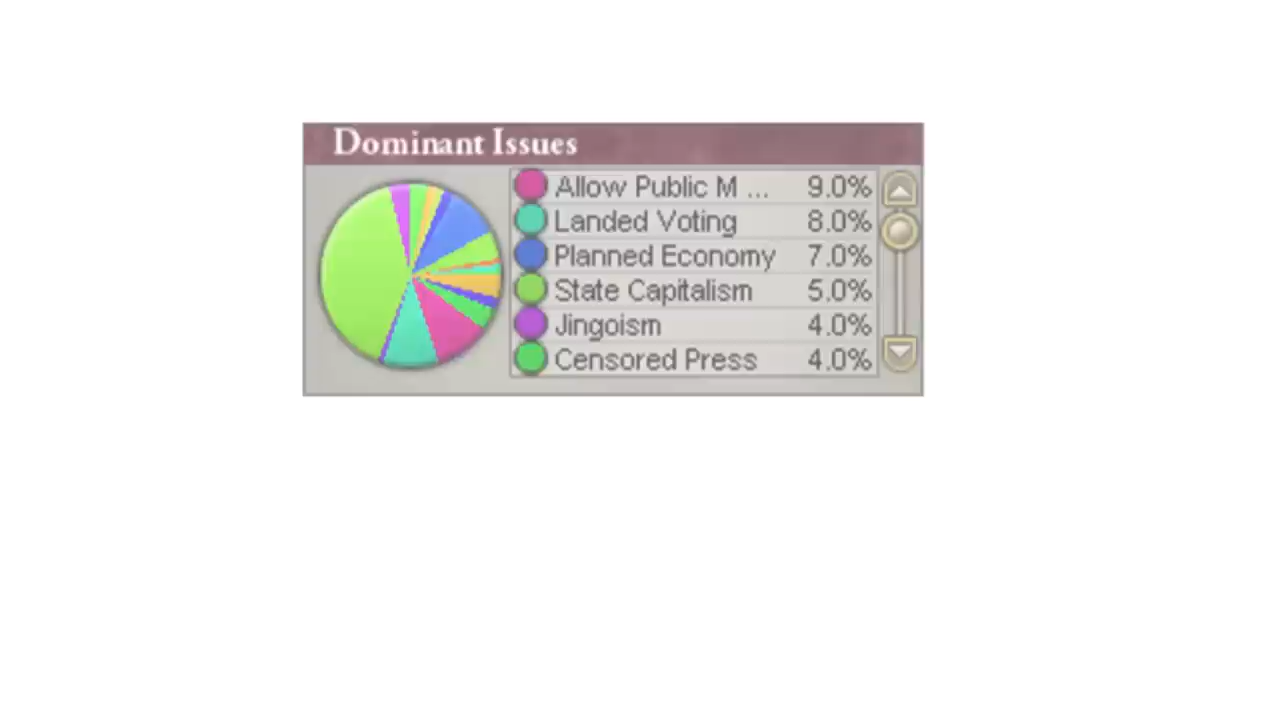 Dominant Issues
Allow Public M ... 9.0%
Landed Voting 8.0%
Planned Economy 7.0%
State Capitalism 5.0%
Jingoism 4.0%
Censored Press 4.0%